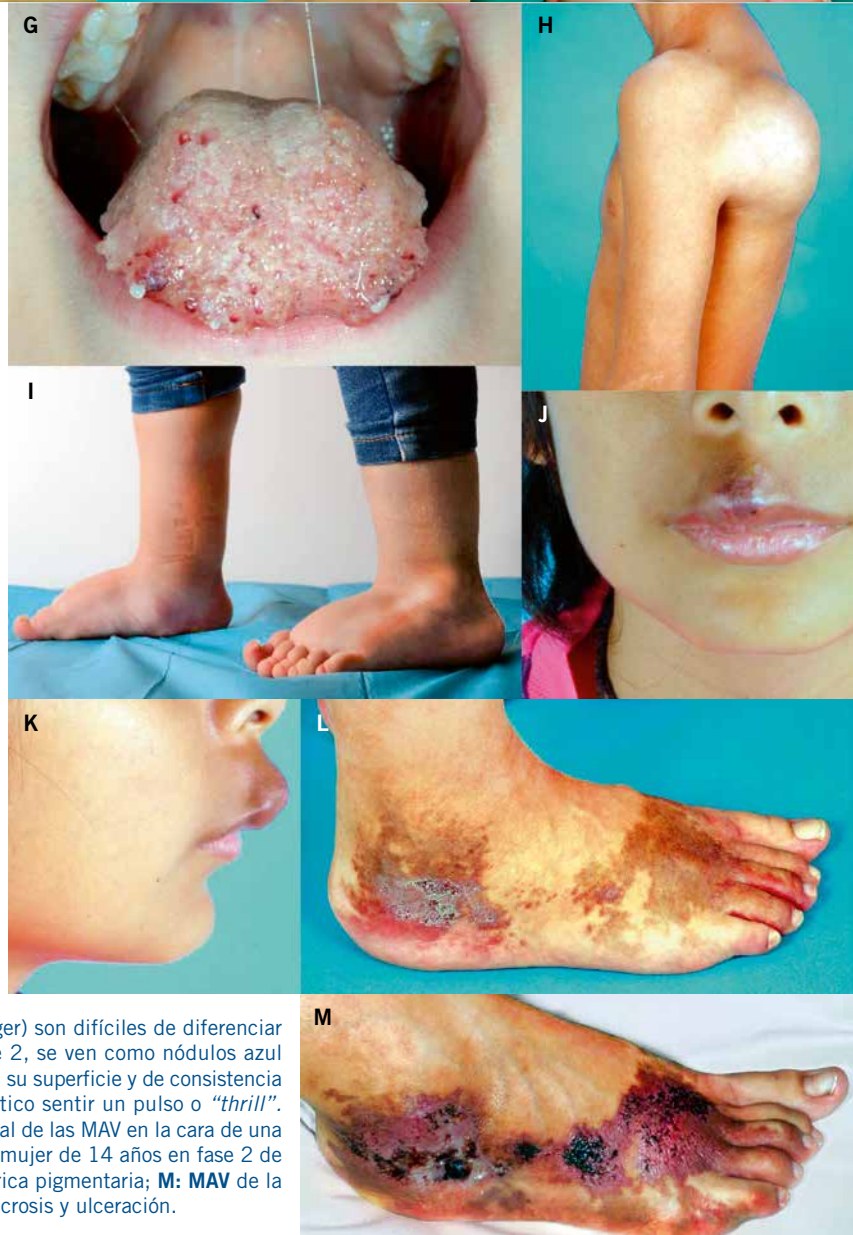 G
H
I
J
K
L
M
ger) son difíciles de diferenciar
e 2, se ven como nódulos azul
su superficie y de consistencia
tico sentir un pulso o “thrill”.
al de las MAV en la cara de una
mujer de 14 años en fase 2 de
rica pigmentaria; M: MAV de la
crosis y ulceración.